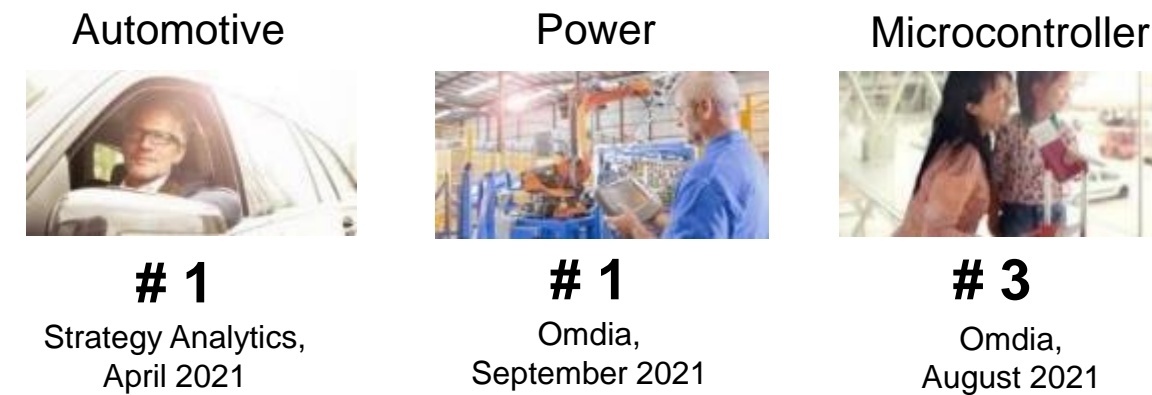 Automotive
Power
Microcontroller
# 1
# 1
# 3
Strategy Analytics,
April 2021
Omdia,
September 2021
Omdia,
August 2021